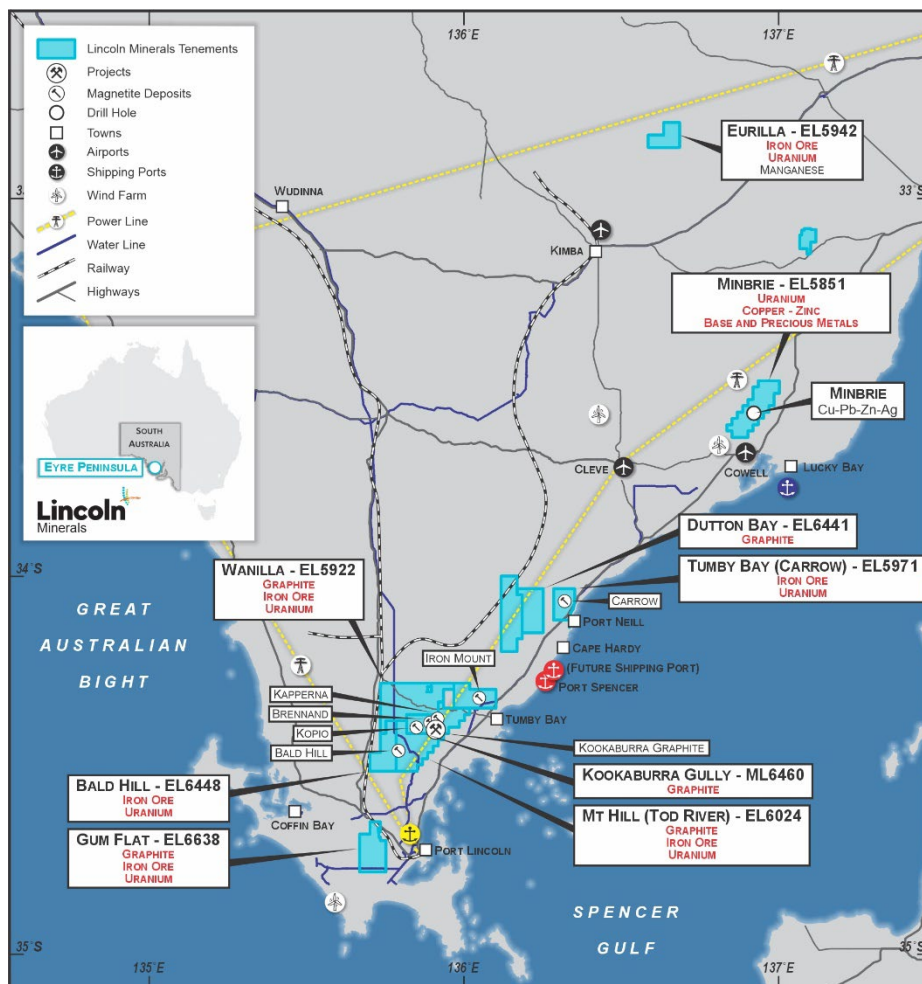 136°E
137°E
Lincoln Minerals Tenements
Projects
Magnetite Deposits
Drill Hole
Towns
Airports
Shipping Ports
Wind Farm
Power Line
Water Line
Railway
Highways
EURILLA - EL5942
IRON ORE
URANIUM
MANGANESE
WUDINNA
33°S
KIMBA
MINBRIE - EL5851
URANIUM
COPPER - ZINC
BASE AND PRECIOUS METALS
SOUTH
AUSTRALIA
EYRE PENINSULA
Lincoln
Minerals
MINBRIE
Cu-Pb-Zn-Ag
CLEVE
COWELL
LUCKY BAY
DUTTON BAY - EL6441
GRAPHITE
34°S
WANILLA - EL5922
GRAPHITE
IRON ORE
URANIUM
TUMBY BAY (CARROW) - EL5971
IRON ORE
URANIUM
CARROW
PORT NEILL
GREAT
AUSTRALIAN
BIGHT
CAPE HARDY
(FUTURE SHIPPING PORT)
PORT SPENCER
IRON MOUNT
KAPPERNA
BRENNAND
KOPIO
BALD HILL
TUMBY BAY
KOOKABURRA GRAPHITE
KOOKABURRA GULLY - ML6460
GRAPHITE
BALD HILL - EL6448
IRON ORE
URANIUM
MT HILL (TOD RIVER) - EL6024
GRAPHITE
IRON ORE
URANIUM
COFFIN BAY
GUM FLAT - EL6638
GRAPHITE
IRON ORE
URANIUM
PORT LINCOLN
SPENCER
GULF
35°S
35°S
135°E
136°E
137°E